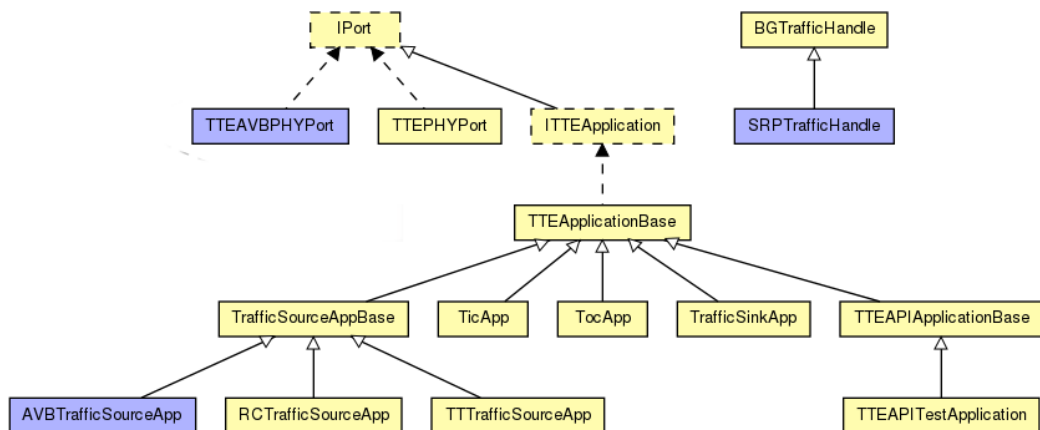 IPort
BGTrafficHandle
TTEAVBPHYPort
TTEPHYPort
ITTEApplication
SRPTrafficHandle
TTEApplicationBase
TrafficSourceAppBase
TicApp
TocApp
TrafficSinkApp
TTEAPIApplicationBase
AVBTrafficSourceApp
RCTrafficSourceApp
TTTrafficSourceApp
TTEAPITestApplication